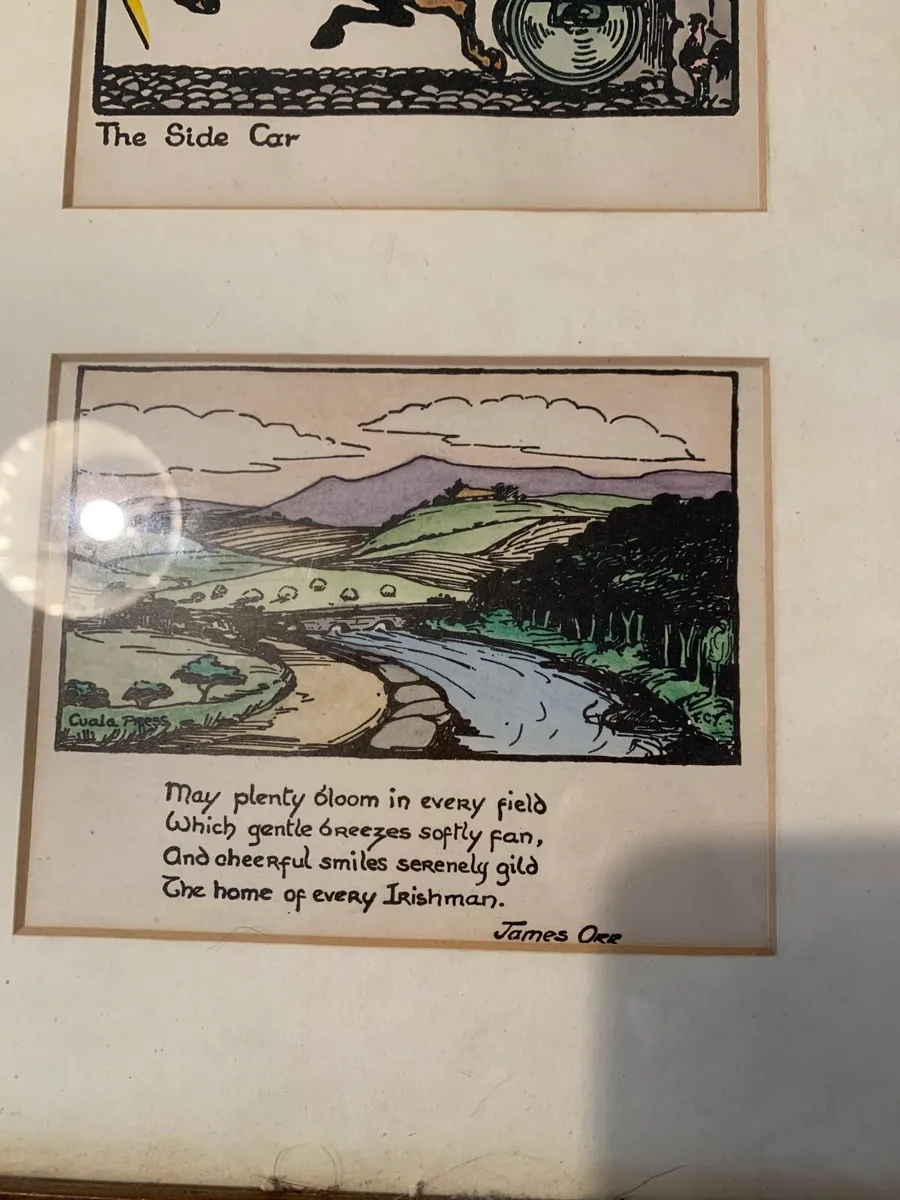 The Side Car
Cuala Press
E.C.Y.
May plenty bloom in every field
Which gentle breezes softly fan,
And cheerful smiles serenely gild
The home of every Irishman.
James Orr